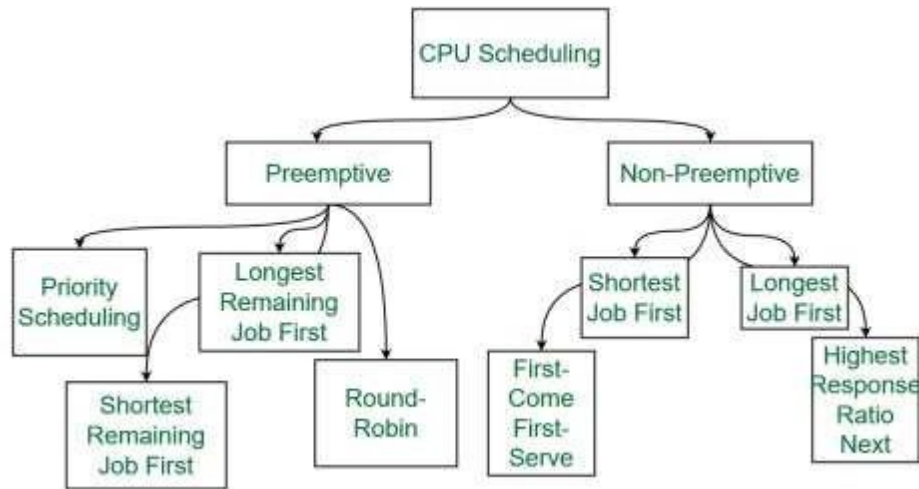 CPU Scheduling
Preemptive
Non-Preemptive
Priority
Scheduling
Longest
Remaining
Job First
Shortest
Job First
Longest
Job First
Shortest
Remaining
Job First
Round-
Robin
First-
Come
First-
Serve
Highest
Response
Ratio
Next